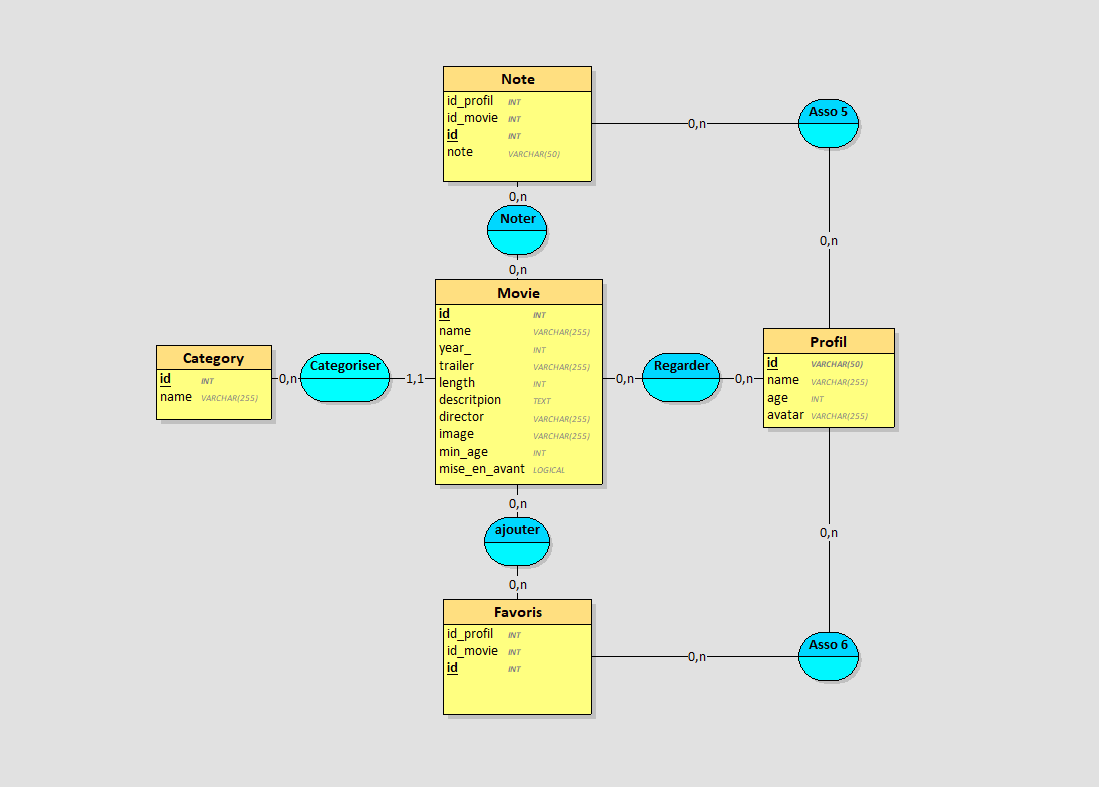 Note
id_profil INT
id_movie INT
id INT
note VARCHAR(50)
0,n
Asso 5
0,n
Noter
0,n
0,n
Movie
id INT
name VARCHAR(255)
year_ INT
trailer VARCHAR(255)
length INT
descritpion TEXT
director VARCHAR(255)
image VARCHAR(255)
min_age INT
mise_en_avant LOGICAL
Category
id INT
name VARCHAR(255)
0,n
Categoriser
1,1
0,n
Regarder
0,n
Profil
id VARCHAR(50)
name VARCHAR(255)
age INT
avatar VARCHAR(255)
0,n
ajouter
0,n
0,n
Favoris
id_profil INT
id_movie INT
id INT
0,n
Asso 6